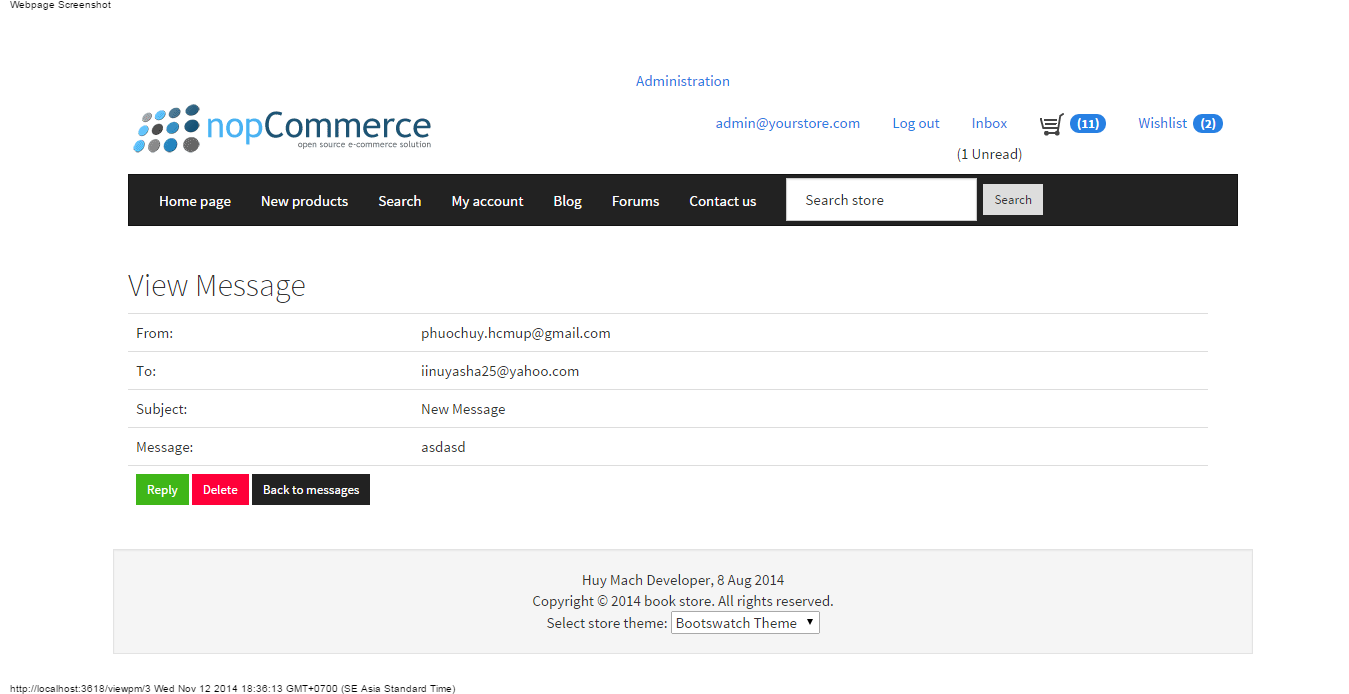 Webpage Screenshot
Administration
nopCommerce
open source e-commerce solution
admin@yourstore.com Log out Inbox (11) Wishlist (2)
(1 Unread)
Home page New products Search My account Blog Forums Contact us Search store Search
View Message
From: phuochuy.hcmup@gmail.com
To: iinuyasha25@yahoo.com
Subject: New Message
Message: asdasd
Reply Delete Back to messages
Huy Mach Developer, 8 Aug 2014
Copyright © 2014 book store. All rights reserved.
Select store theme: Bootswatch Theme
http://localhost:3618/viewpm/3 Wed Nov 12 2014 18:36:13 GMT+0700 (SE Asia Standard Time)